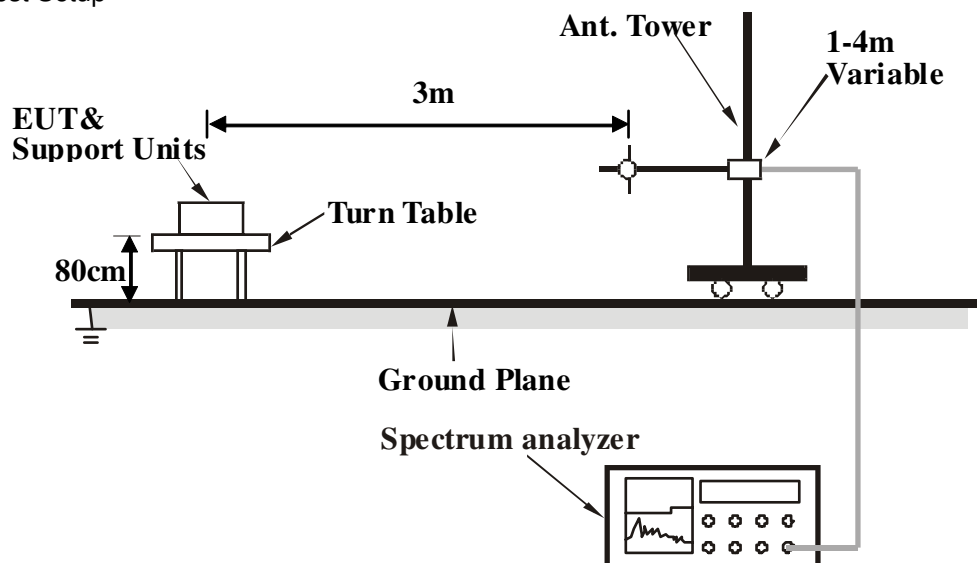 Ant. Tower
1-4m
Variable
3m
EUT&
Support Units
Turn Table
80cm
Ground Plane
Spectrum analyzer